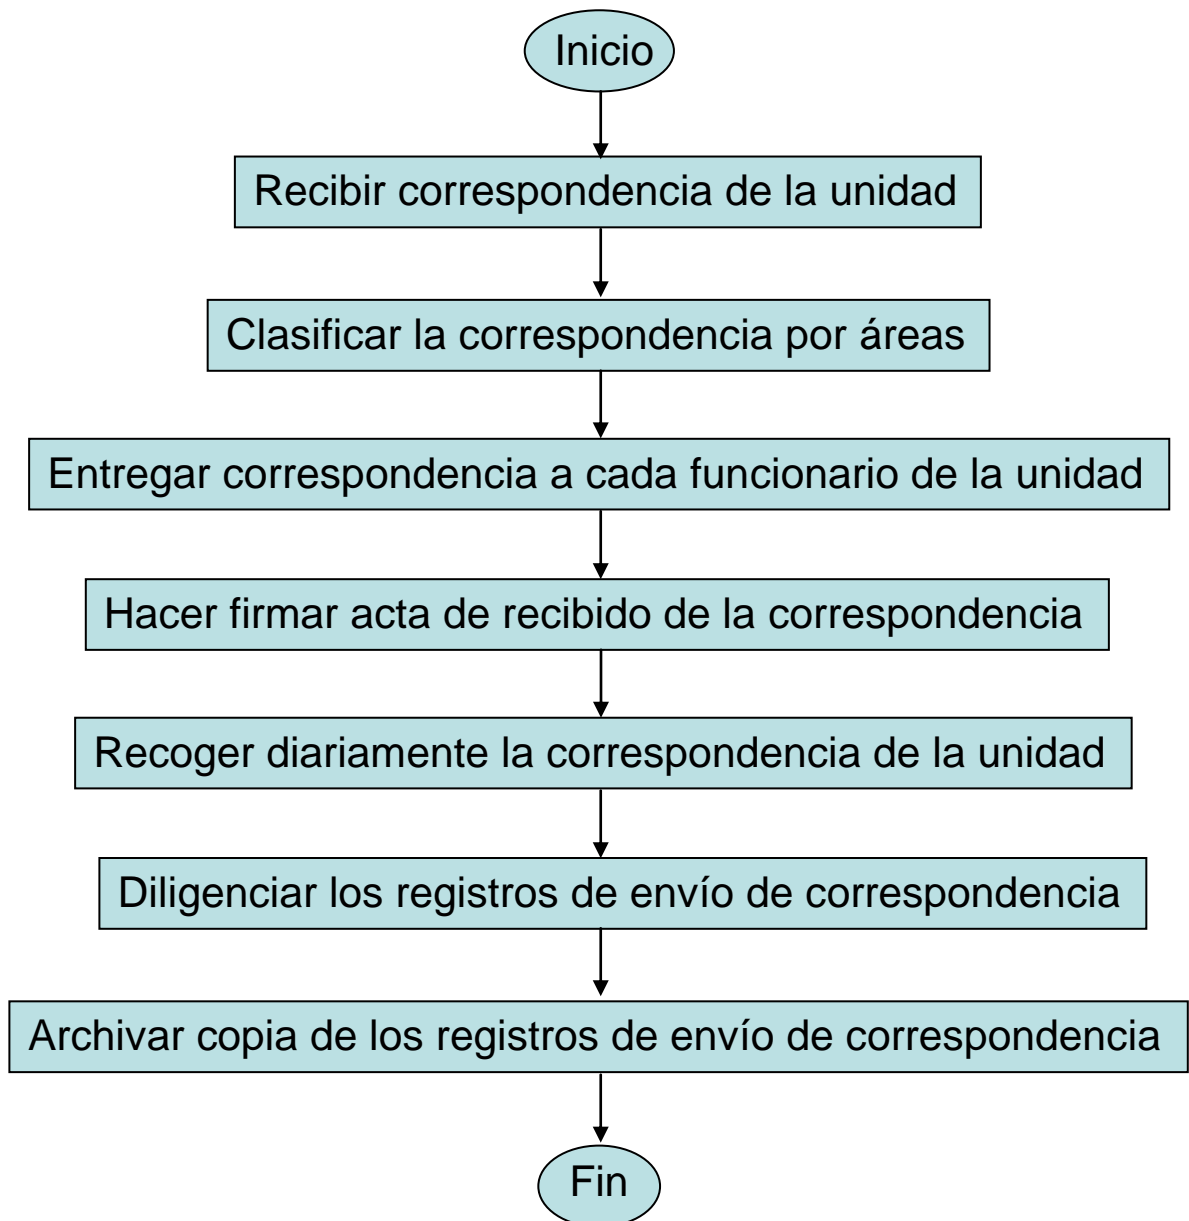 Inicio
Recibir correspondencia de la unidad
Clasificar la correspondencia por áreas
Entregar correspondencia a cada funcionario de la unidad
Hacer firmar acta de recibido de la correspondencia
Recoger diariamente la correspondencia de la unidad
Diligenciar los registros de envío de correspondencia
Archivar copia de los registros de envío de correspondencia
Fin